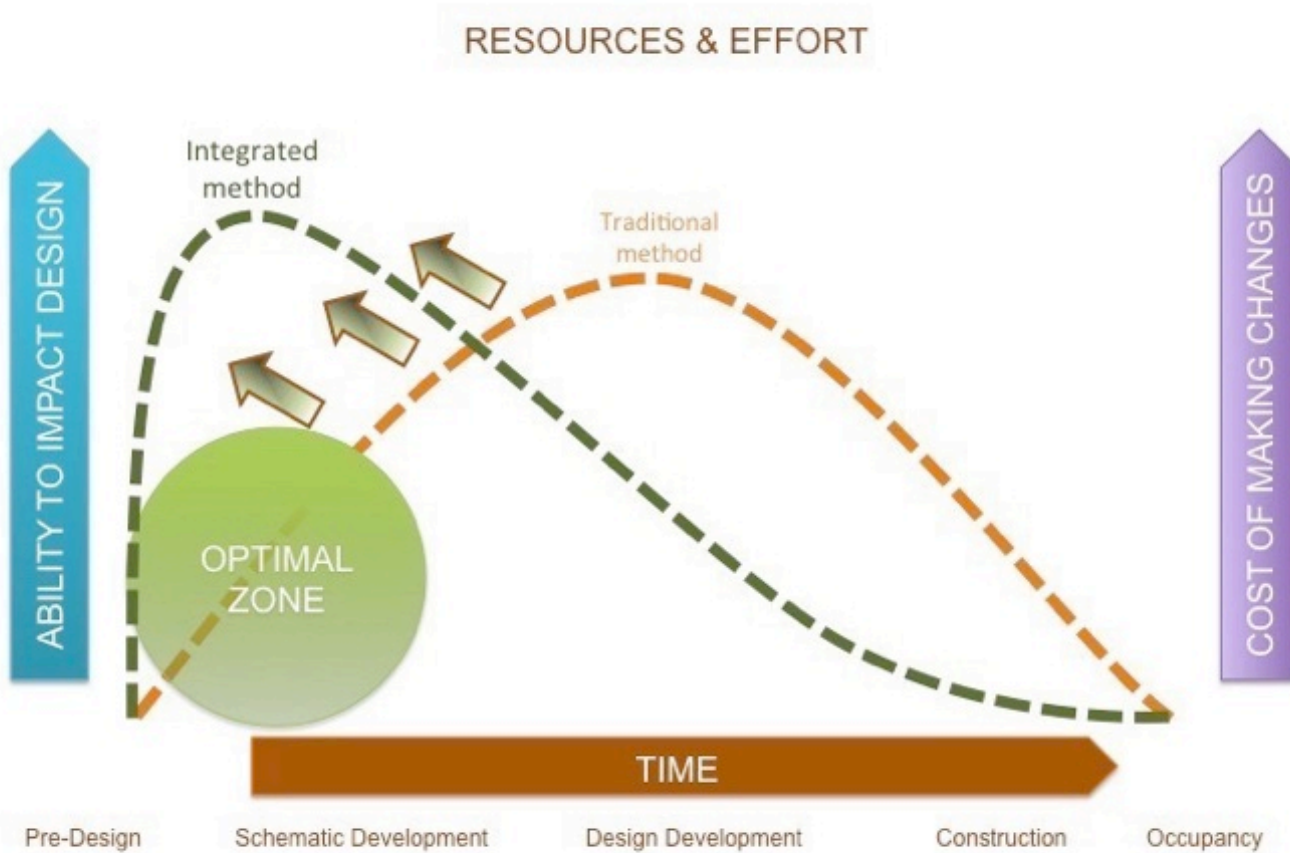 RESOURCES & EFFORT
Integrated
method
Traditional
method
ABILITY TO IMPACT DESIGN
COST OF MAKING CHANGES
OPTIMAL
ZONE
TIME
Pre-Design
Schematic Development
Design Development
Construction
Occupancy